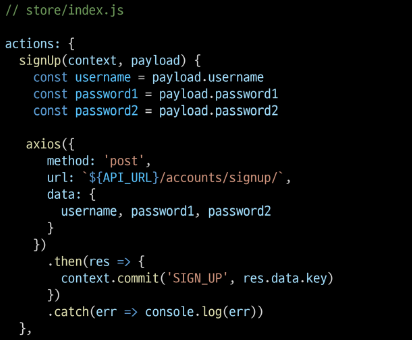 // store/index.js
actions: {
  signUp(context, payload) {
    const username = payload.username
    const password1 = payload.password1
    const password2 = payload.password2
    axios({
      method: 'post',
      url: `${API_URL}/accounts/signup/`,
      data: {
        username, password1, password2
      }
    })
      .then(res => {
        context.commit('SIGN_UP', res.data.key)
      })
      .catch(err => console.log(err))
  },